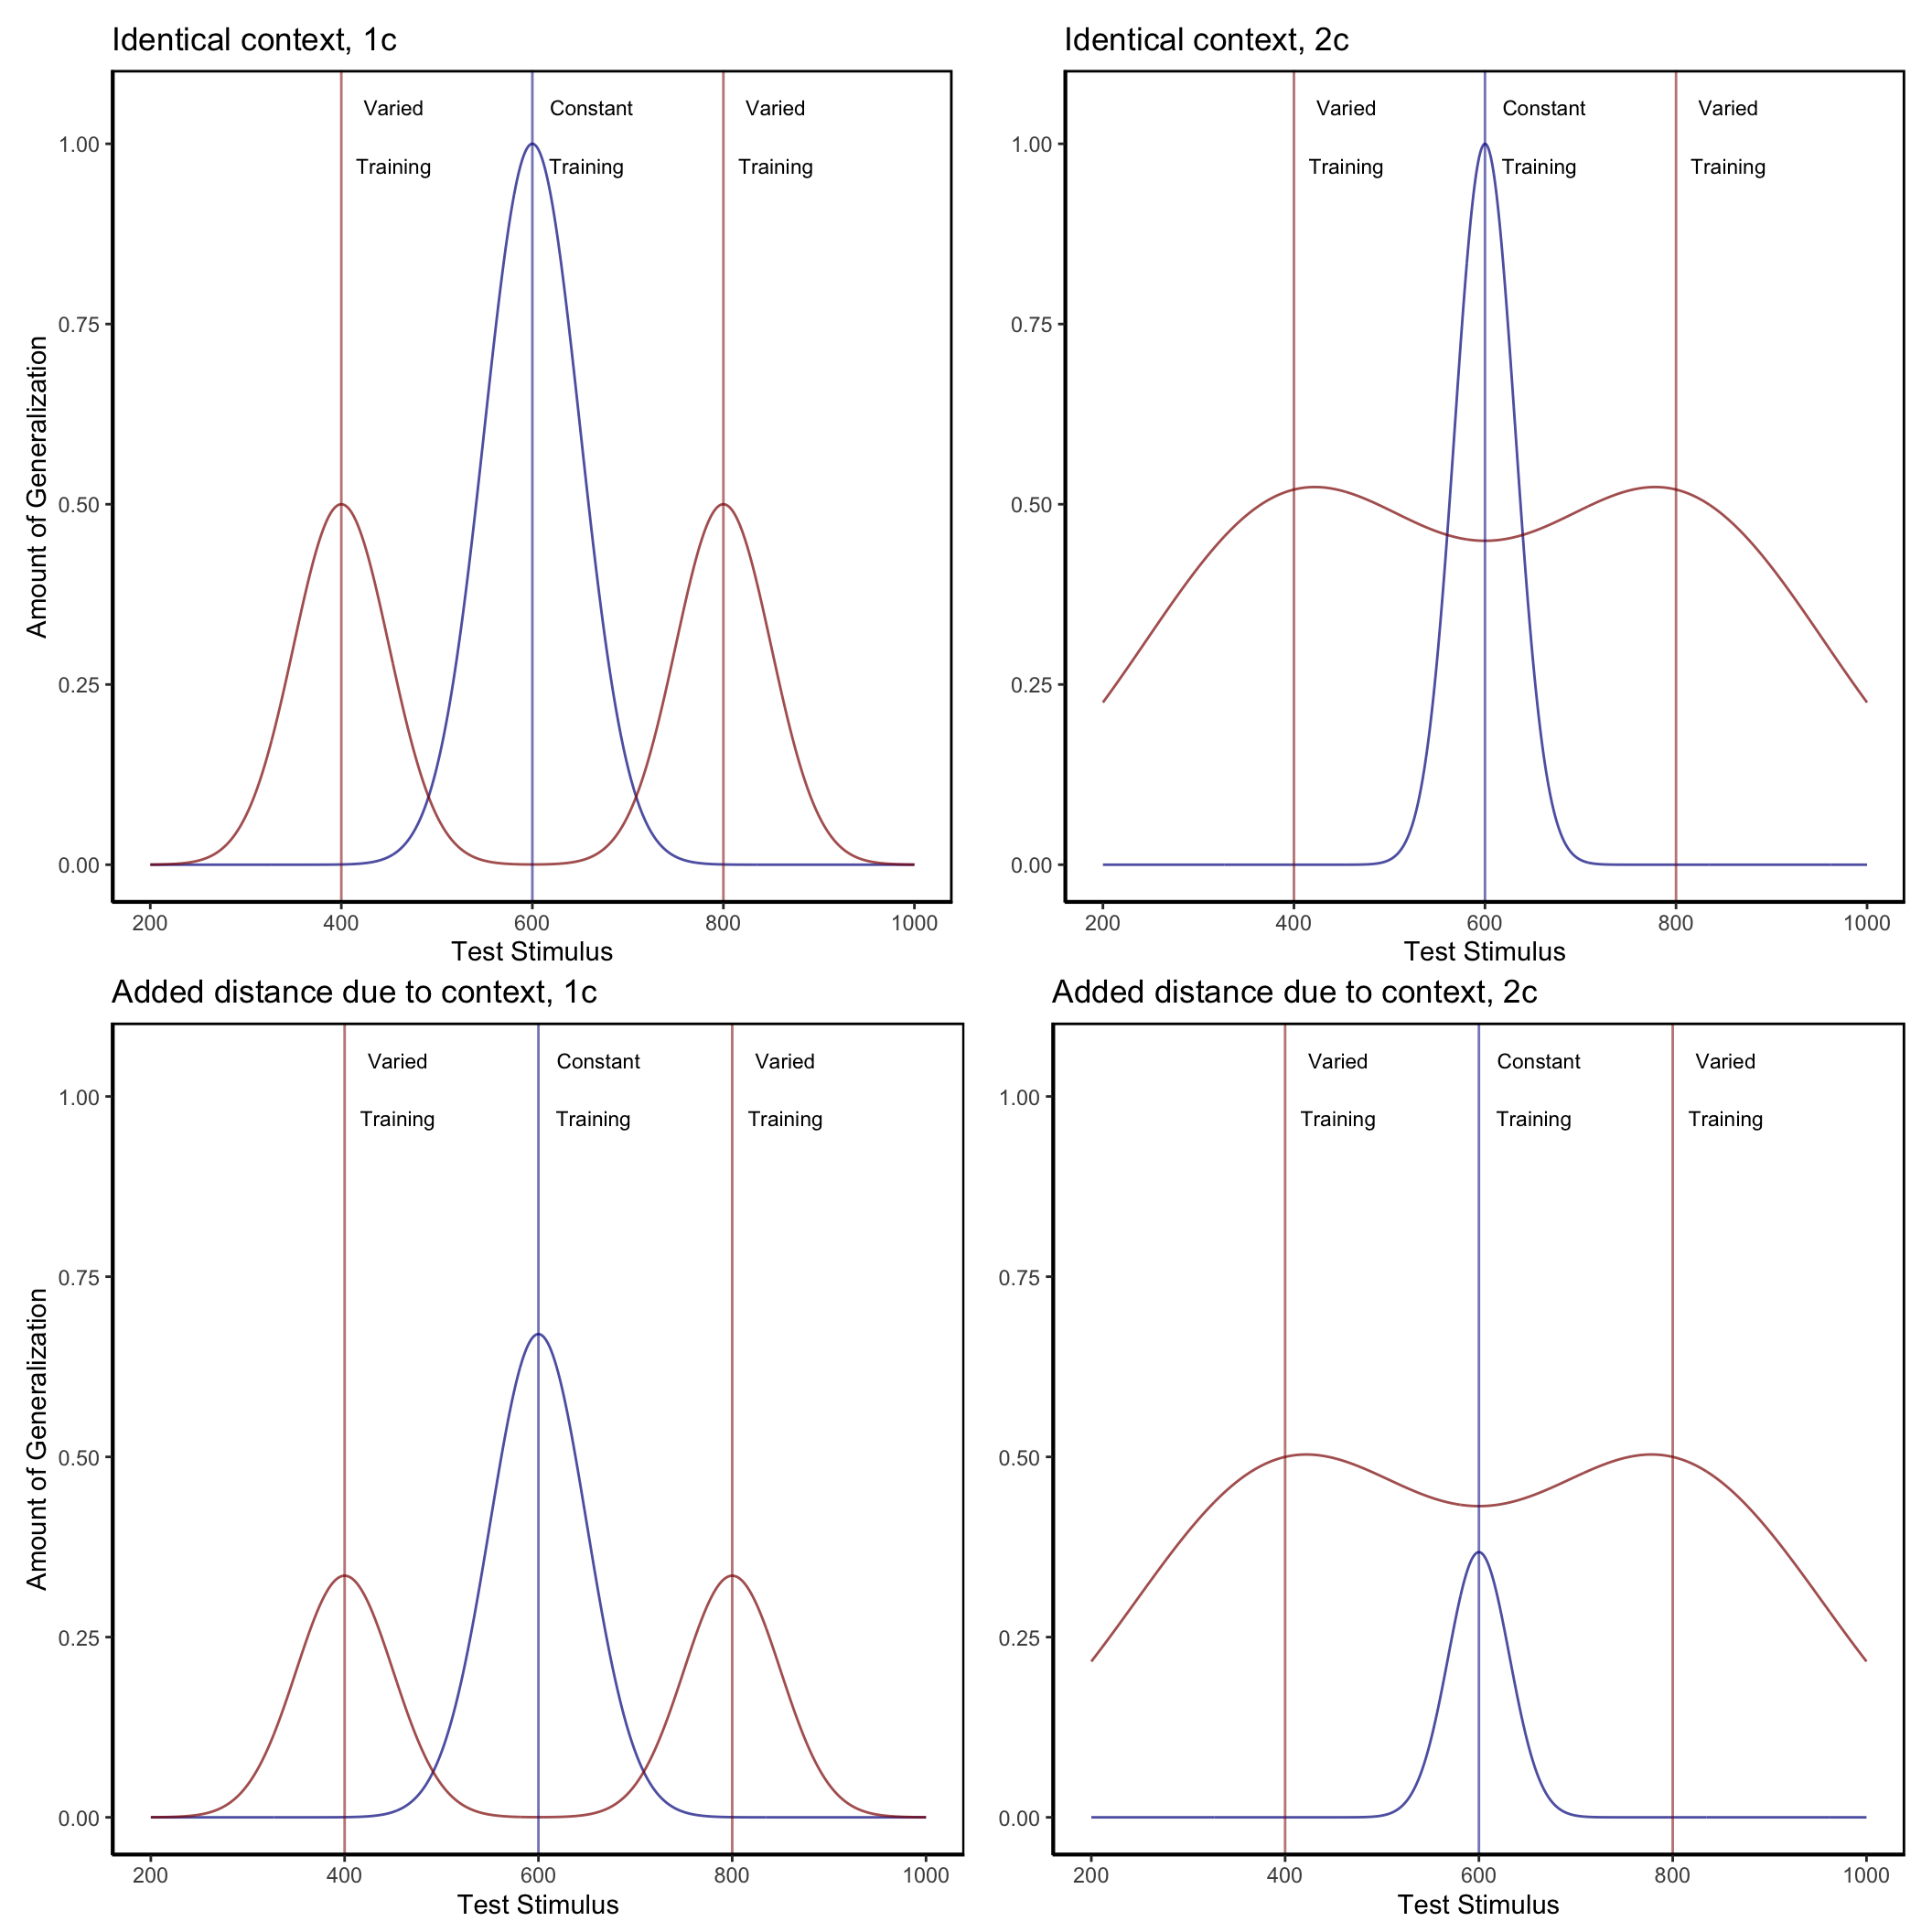 Identical context, 1c
Varied Constant Varied
Training Training Training
1.00
0.75
0.50
0.25
0.00
Amount of Generalization
200 400 600 800 1000
Test Stimulus
Identical context, 2c
Varied Constant Varied
Training Training Training
1.00
0.75
0.50
0.25
0.00
200 400 600 800 1000
Test Stimulus
Added distance due to context, 1c
Varied Constant Varied
Training Training Training
1.00
0.75
0.50
0.25
0.00
Amount of Generalization
200 400 600 800 1000
Test Stimulus
Added distance due to context, 2c
Varied Constant Varied
Training Training Training
1.00
0.75
0.50
0.25
0.00
200 400 600 800 1000
Test Stimulus